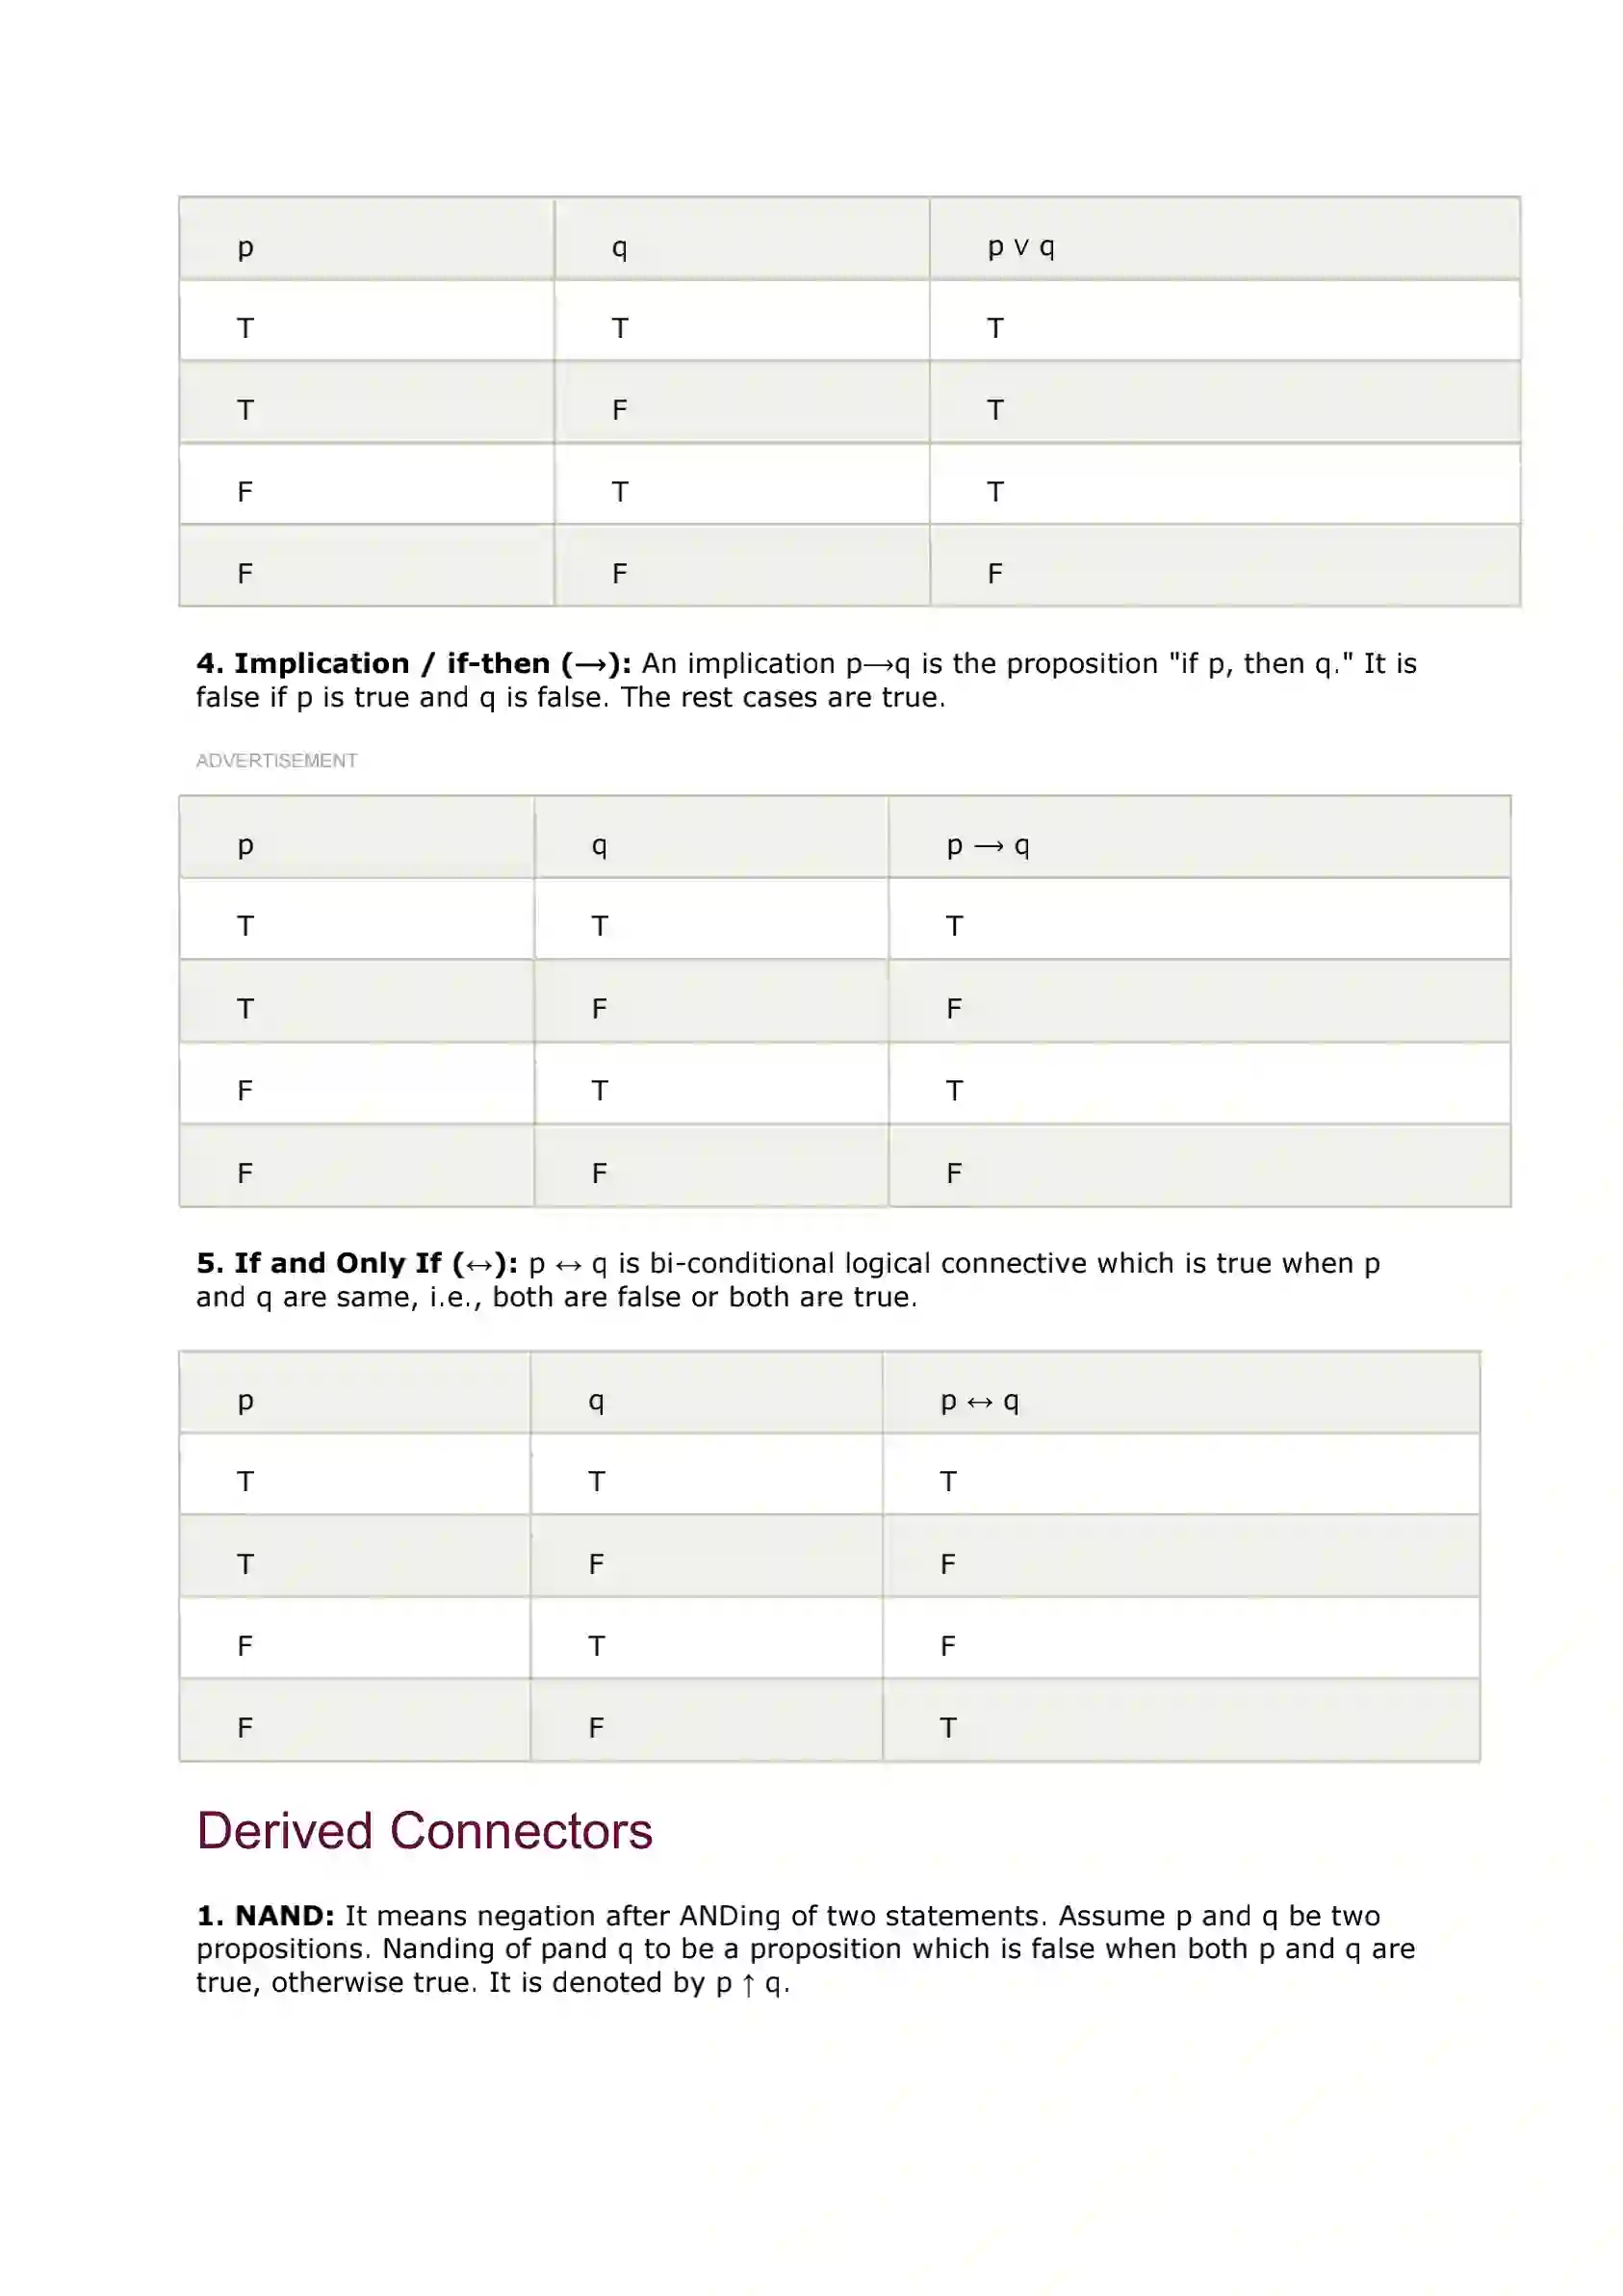 p q p ∨ q
T T T
T F T
F T T
F F F
4. Implication / if-then (⟶): An implication p⟶q is the proposition "if p, then q." It is
false if p is true and q is false. The rest cases are true.
ADVERTISEMENT
p q p ⟶ q
T T T
T F F
F T T
F F F
5. If and Only If (↔): p ↔ q is bi-conditional logical connective which is true when p
and q are same, i.e., both are false or both are true.
p q p ↔ q
T T T
T F F
F T F
F F T
Derived Connectors
1. NAND: It means negation after ANDing of two statements. Assume p and q be two
propositions. Nanding of pand q to be a proposition which is false when both p and q are
true, otherwise true. It is denoted by p ↑ q.